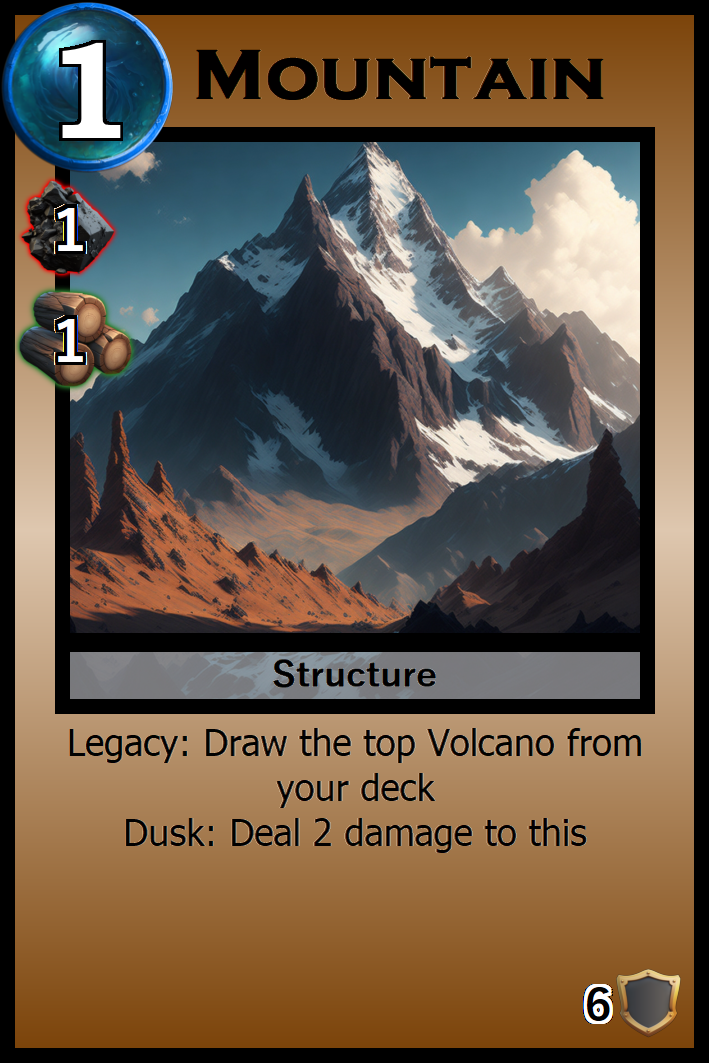 1
Mountain
1
1
Structure
Legacy: Draw the top Volcano from
your deck
Dusk: Deal 2 damage to this
6